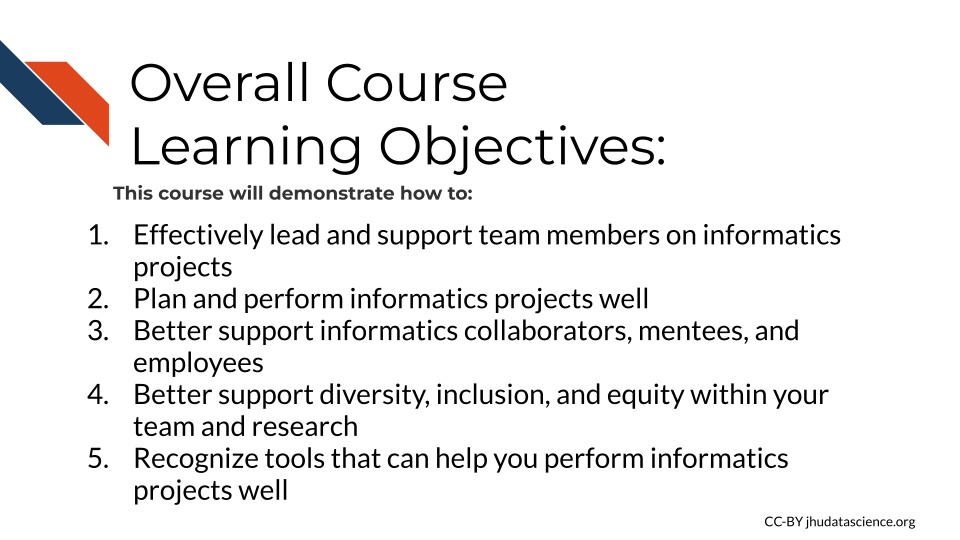 Overall Course
Learning Objectives:
This course will demonstrate how to:
1. Effectively lead and support team members on informatics
projects
2. Plan and perform informatics projects well
3. Better support informatics collaborators, mentees, and
employees
4. Better support diversity, inclusion, and equity within your
team and research
5. Recognize tools that can help you perform informatics
projects well
CC-BY jhudatascience.org